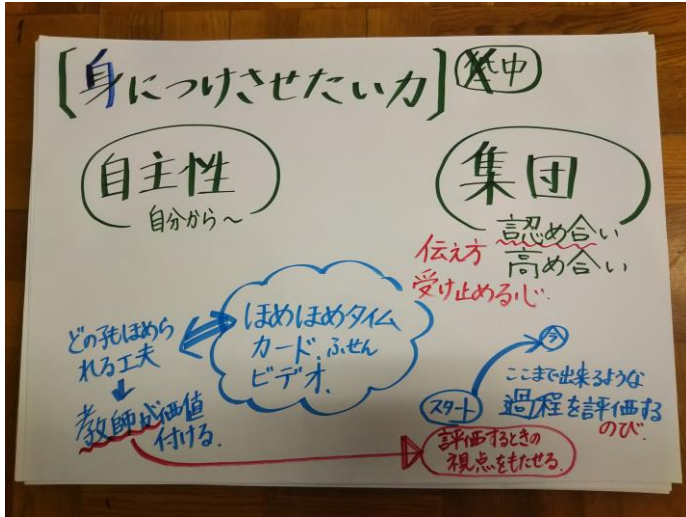 [身につけさせたい力]
中
自主性
自分から〜
集団
認め合い
高め合い
伝え方
受け止める心
ほめほめタイム
カード、ふせん
ビデオ、
どの子もほめら
れる工夫
教師が価値
付ける。
スタート
今
ここまで出来るような
過程を評価する
のび
評価するときの
視点をもたせる。